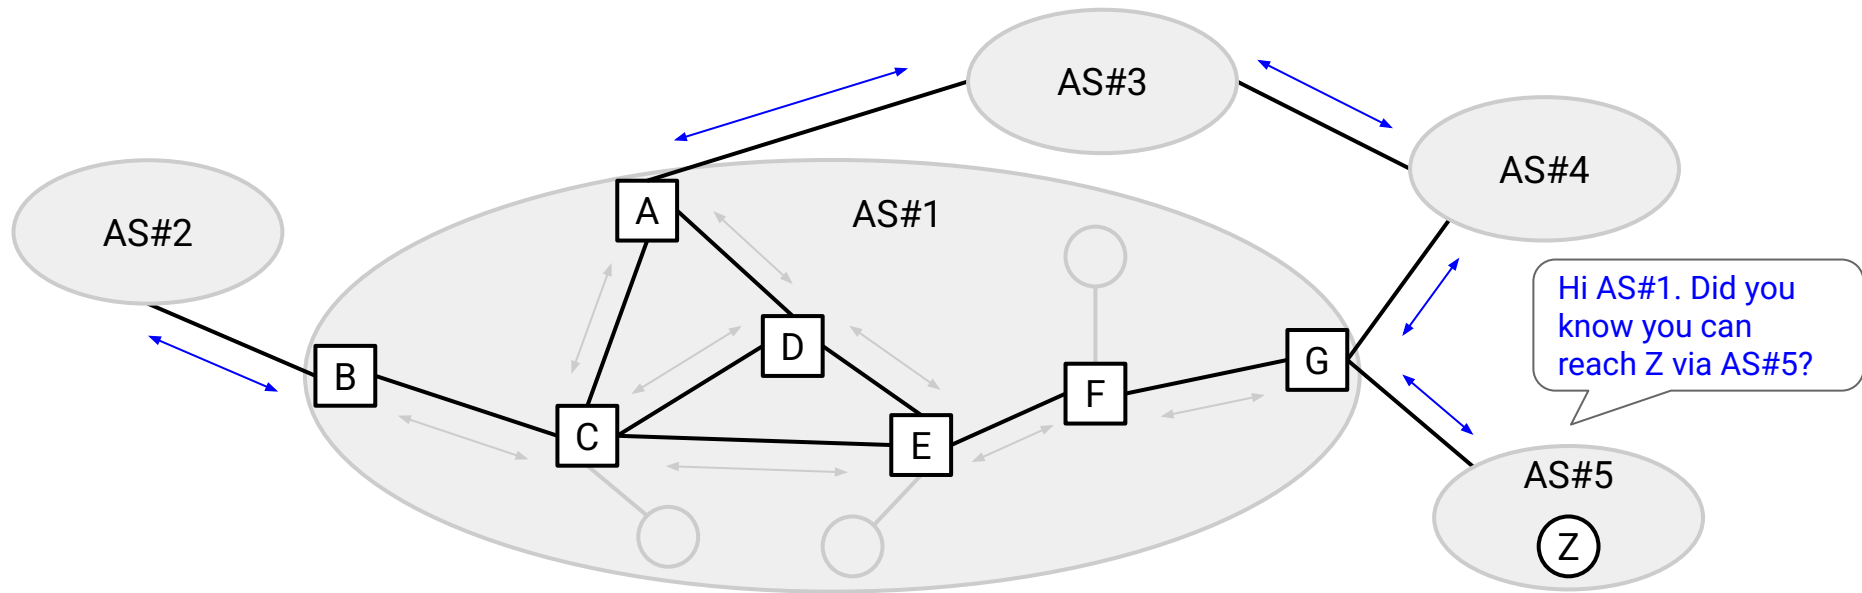 AS#3
AS#4
AS#2
A
AS#1
Hi AS#1. Did you
know you can
reach Z via AS#5?
B
D
G
F
C
E
AS#5
Z